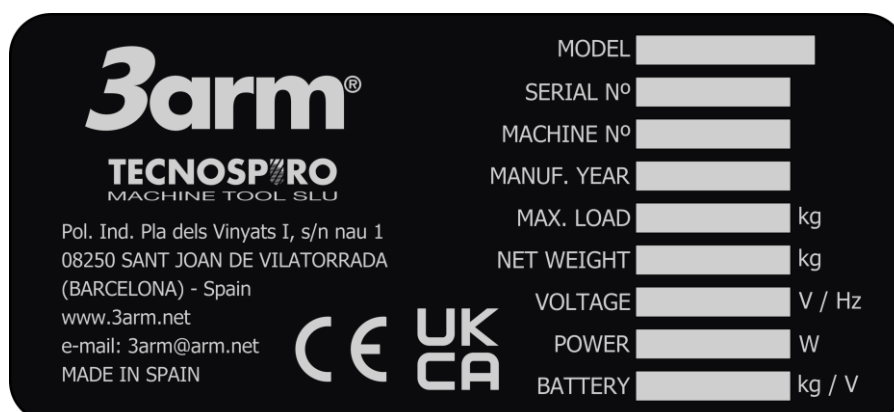 3arm®
TECNOSPIRO
MACHINE TOOL SLU
Pol. Ind. Pla dels Vinyats I, s/n nau 1
08250 SANT JOAN DE VILATORRADA
(BARCELONA) - Spain
www.3arm.net
e-mail: 3arm@arm.net
MADE IN SPAIN
CE
UK
CA
MODEL
SERIAL Nº
MACHINE Nº
MANUF. YEAR
MAX. LOAD kg
NET WEIGHT kg
VOLTAGE V / Hz
POWER W
BATTERY kg / V